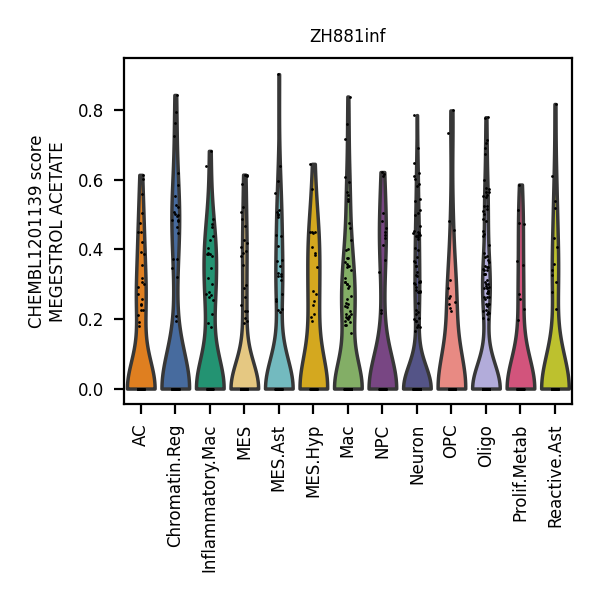 ZH881inf
CHEMBL1201139 score
MEGESTROL ACETATE
0.8
0.6
0.4
0.2
0.0
AC
Chromatin.Reg
Inflammatory.Mac
MES
MES.Ast
MES.Hyp
Mac
NPC
Neuron
OPC
Oligo
Prolif.Metab
Reactive.Ast